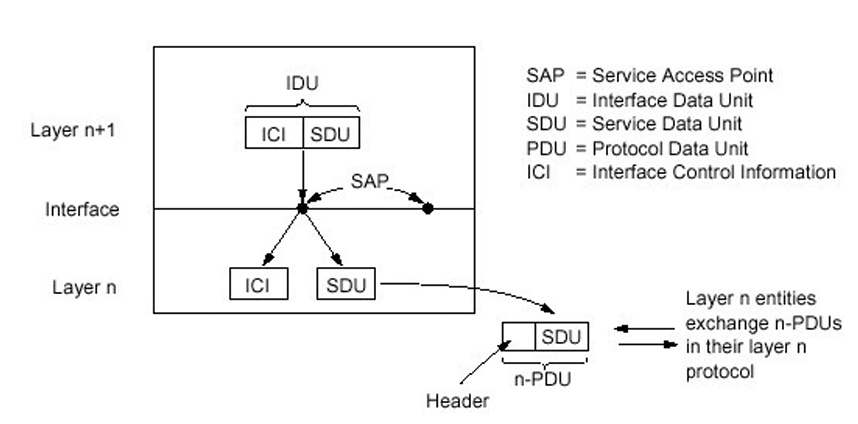 IDU
Layer n+1
ICI SDU
SAP
Interface
Layer n
ICI SDU
SAP = Service Access Point
IDU = Interface Data Unit
SDU = Service Data Unit
PDU = Protocol Data Unit
ICI = Interface Control Information
SDU
n-PDU
Header
Layer n entities
exchange n-PDUs
in their layer n
protocol